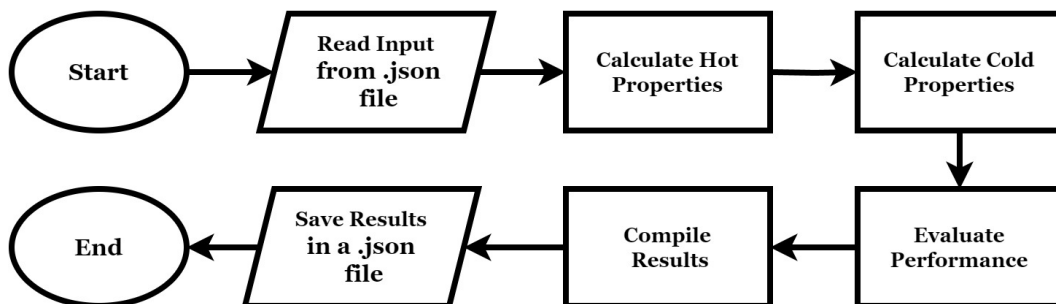 Start
Read Input
from .json
file
Calculate Hot
Properties
Calculate Cold
Properties
End
Save Results
in a .json
file
Compile
Results
Evaluate
Performance